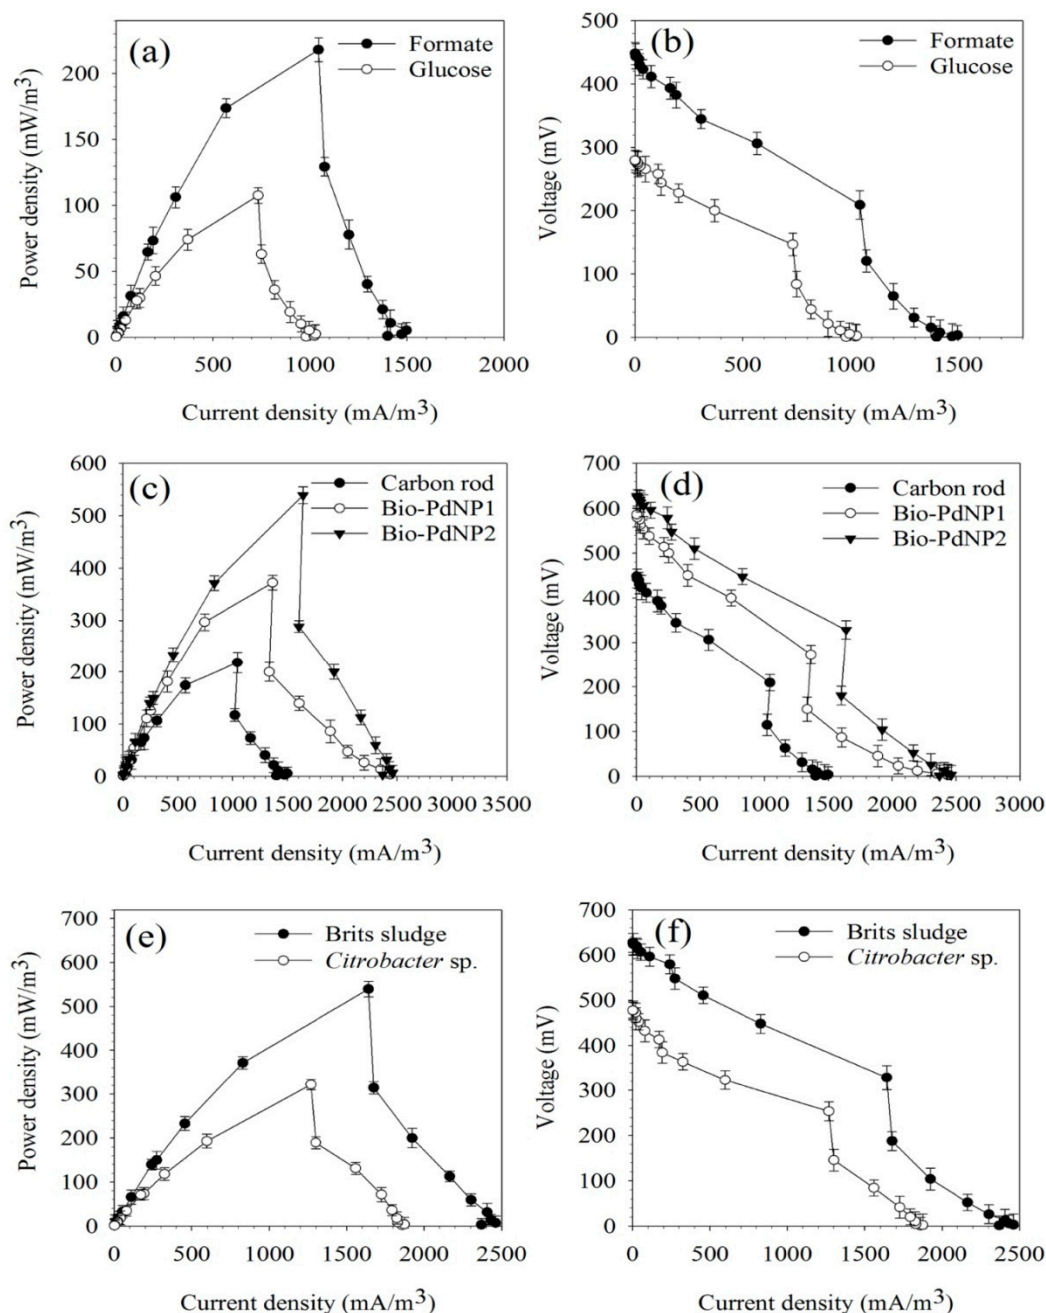 (a)
Formate
Glucose
Power density (mW/m³)
200
150
100
50
0
0 500 1000 1500 2000
Current density (mA/m³)
(b)
Formate
Glucose
Voltage (mV)
500
400
300
200
100
0
0 500 1000 1500
Current density (mA/m³)
(c)
Carbon rod
Bio-PdNP1
Bio-PdNP2
Power density (mW/m³)
600
500
400
300
200
100
0
0 500 1000 1500 2000 2500 3000 3500
Current density (mA/m³)
(d)
Carbon rod
Bio-PdNP1
Bio-PdNP2
Voltage (mV)
700
600
500
400
300
200
100
0
0 500 1000 1500 2000 2500 3000
Current density (mA/m³)
(e)
Brits sludge
Citrobacter sp.
Power density (mW/m³)
700
600
500
400
300
200
100
0
0 500 1000 1500 2000 2500
Current density (mA/m³)
(f)
Brits sludge
Citrobacter sp.
Voltage (mV)
700
600
500
400
300
200
100
0
0 500 1000 1500 2000 2500
Current density (mA/m³)